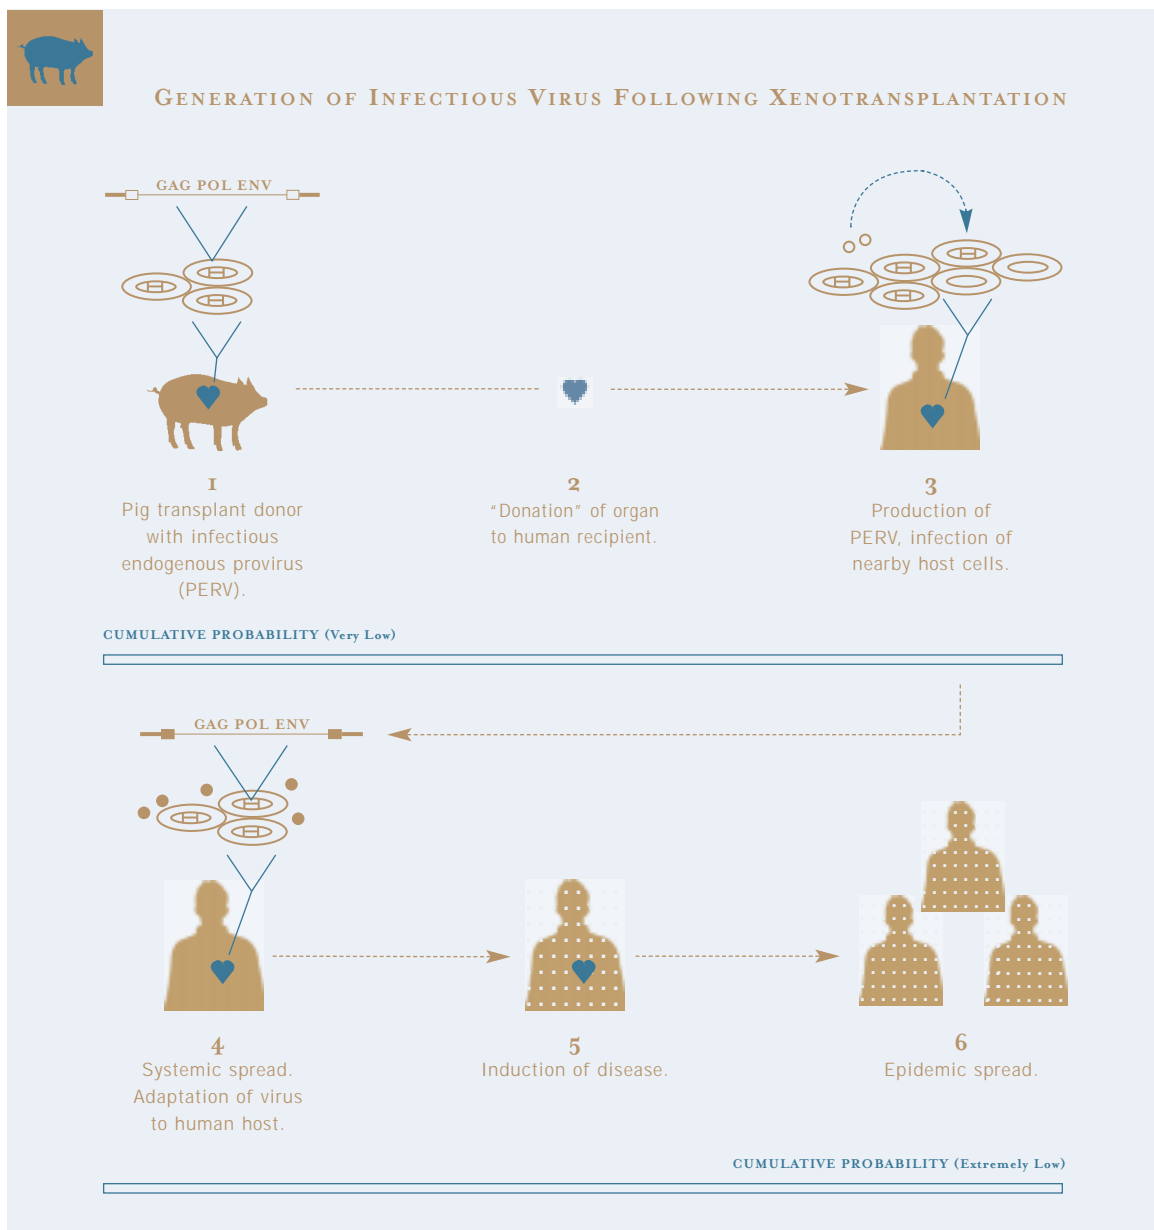 Generation of Infectious Virus Following Xenotransplantation
GAG POL ENV
1
Pig transplant donor
with infectious
endogenous provirus
(PERV).
2
“Donation” of organ
to human recipient.
3
Production of
PERV, infection of
nearby host cells.
CUMULATIVE PROBABILITY (Very Low)
GAG POL ENV
4
Systemic spread.
Adaptation of virus
to human host.
5
Induction of disease.
6
Epidemic spread.
CUMULATIVE PROBABILITY (Extremely Low)